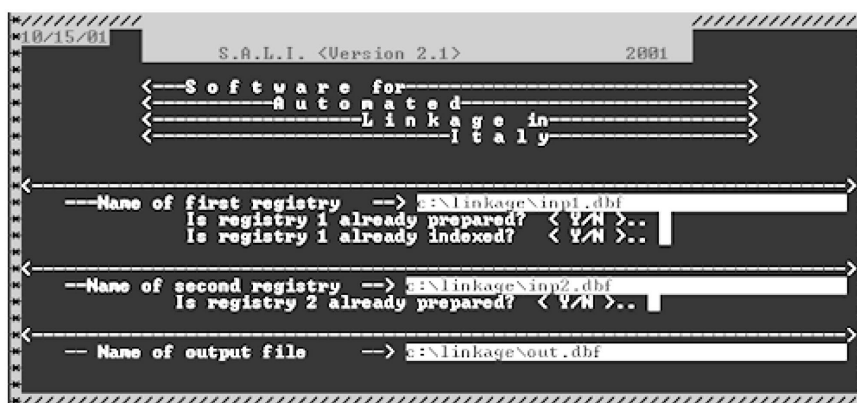 10/15/01
S.A.L.I. <Version 2.1> 2001
<---S o f t w a r e for--->
<---A u t o m a t e d--->
<---L i n k a g e in--->
<---I t a l y--->
---Name of first registry --> c:\linkage\inp1.dbf
Is registry 1 already prepared? < Y/N >..
Is registry 1 already indexed? < Y/N >..
--Name of second registry --> c:\linkage\inp2.dbf
Is registry 2 already prepared? < Y/N >..
-- Name of output file --> c:\linkage\out.dbf